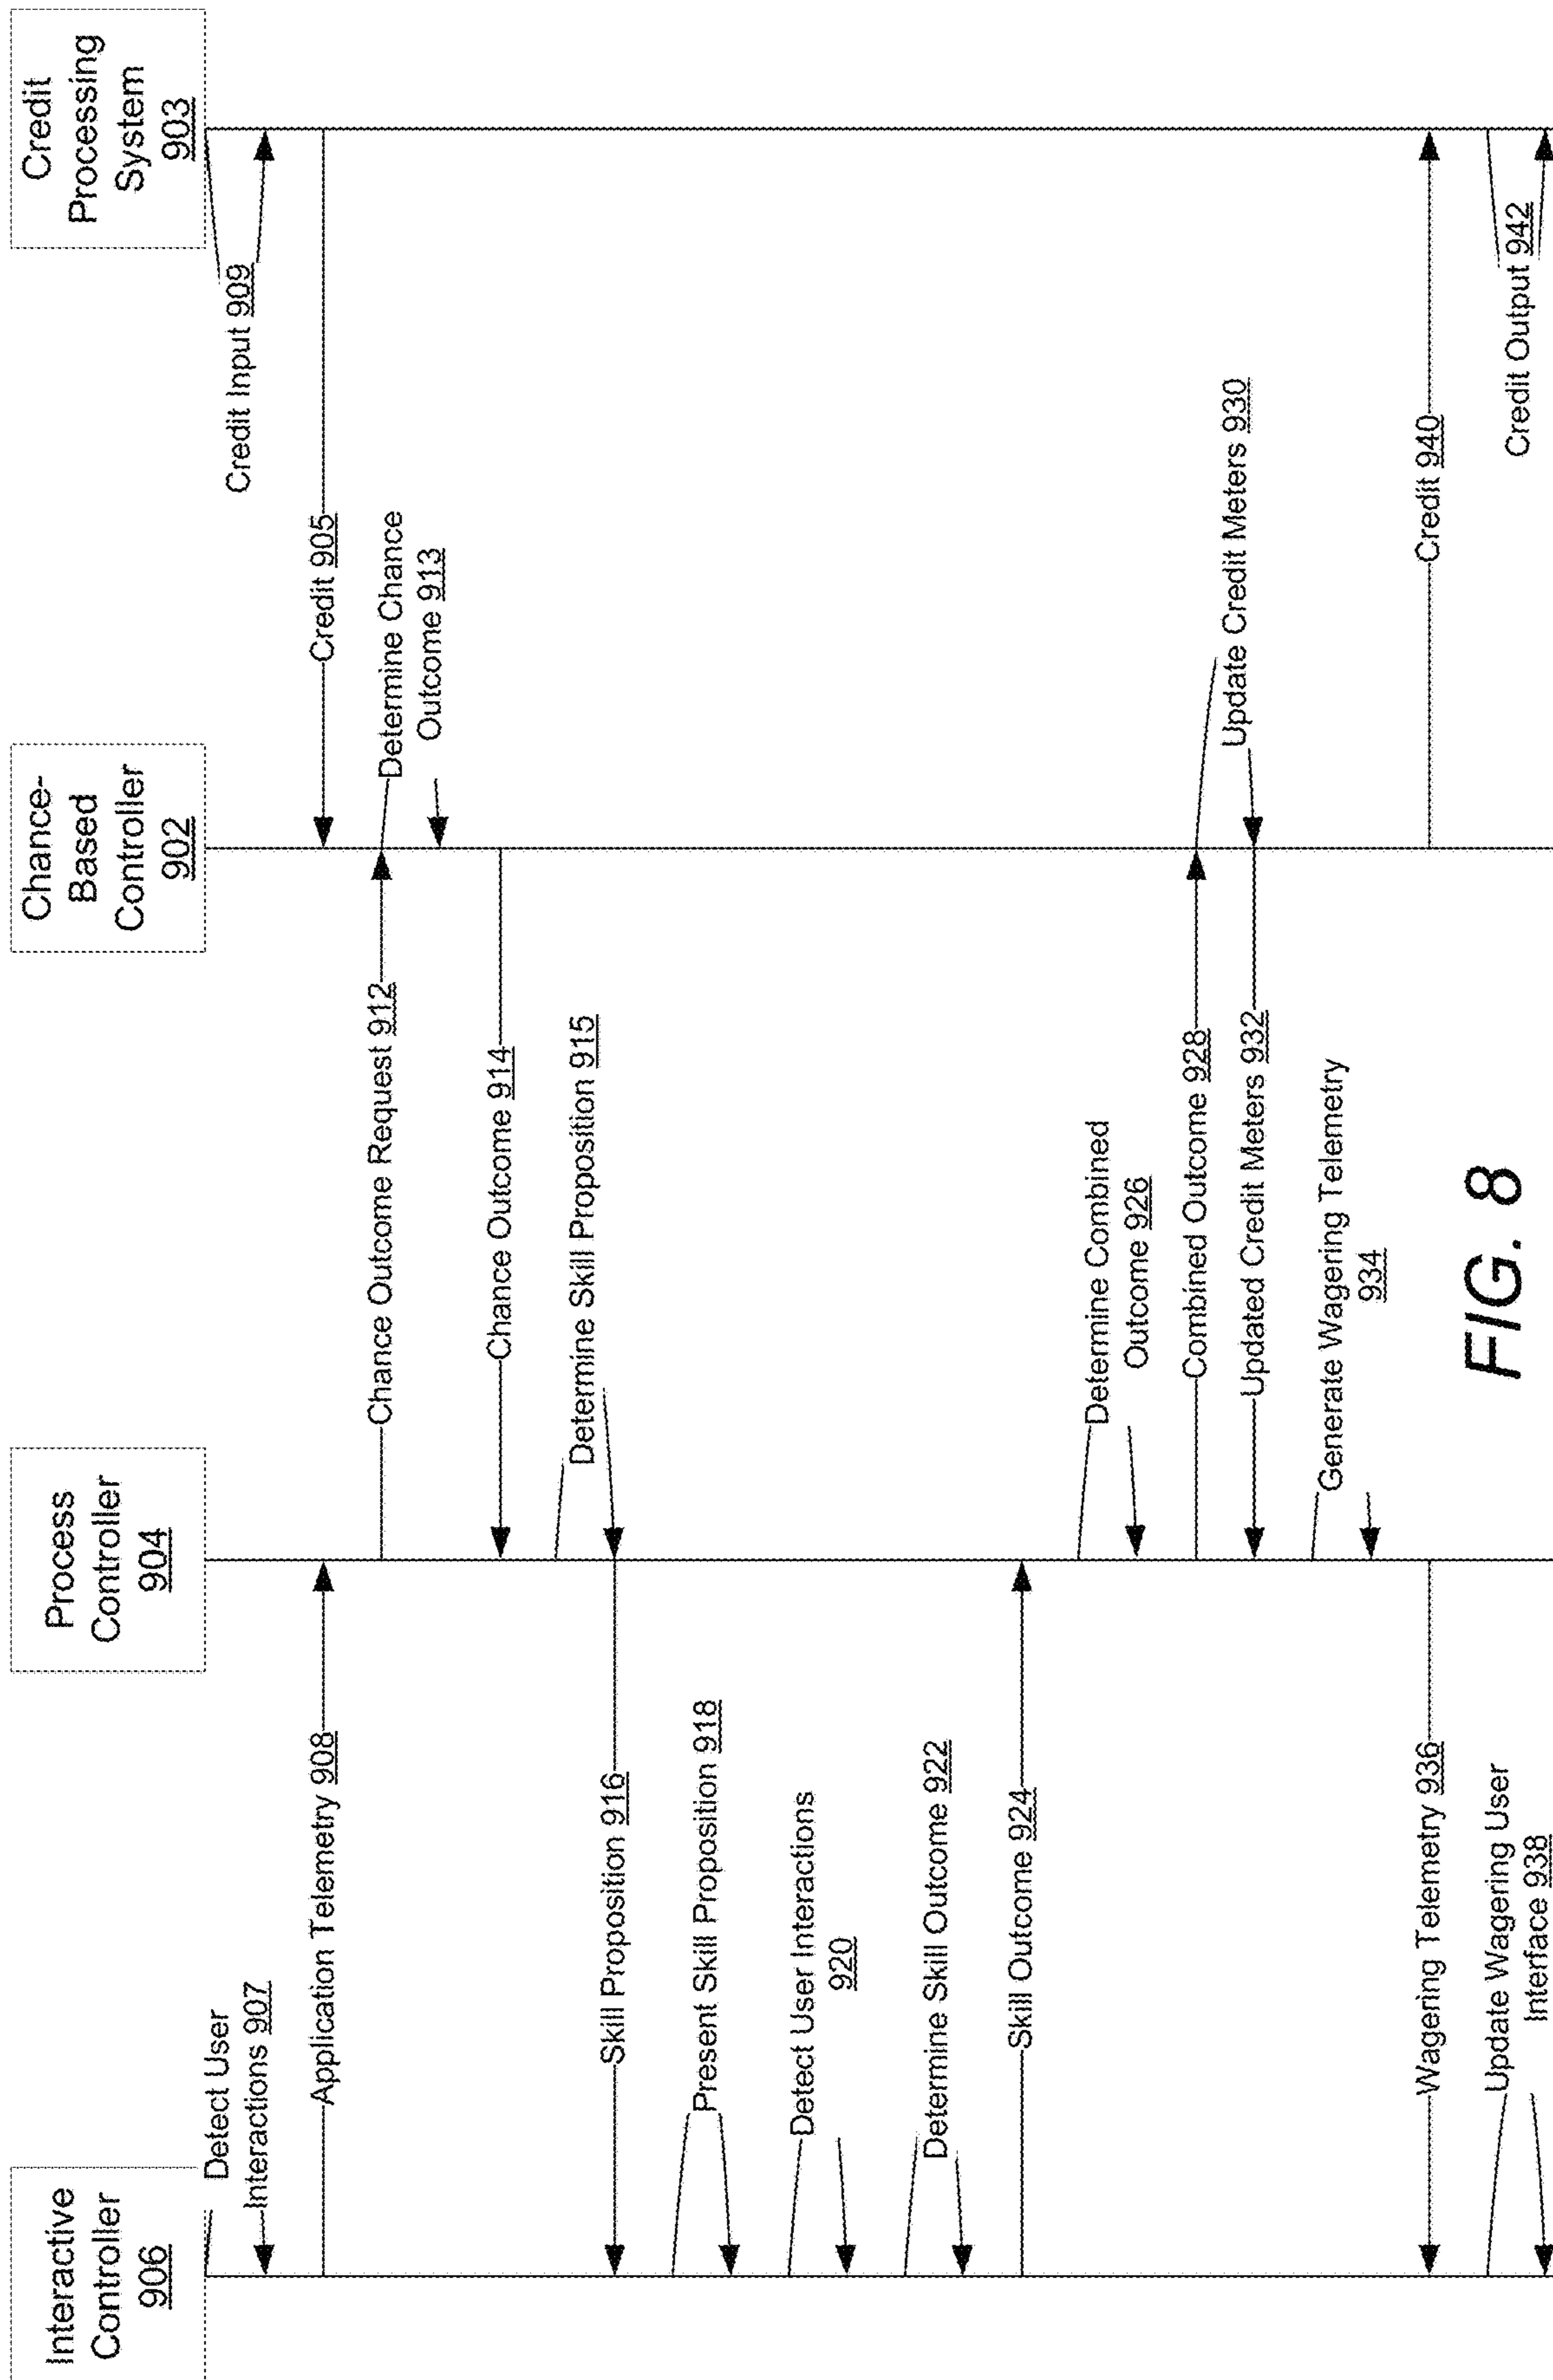 Interactive
Controller
906
Process
Controller
904
Chance-
Based
Controller
902
Credit
Processing
System
903
Detect User
Interactions 907
Credit Input 909
Application Telemetry 908
Credit 905
Chance Outcome Request 912
Determine Chance
Outcome 913
Chance Outcome 914
Determine Skill Proposition 915
Skill Proposition 916
Present Skill Proposition 918
Detect User Interactions
920
Determine Skill Outcome 922
Skill Outcome 924
Determine Combined
Outcome 926
Combined Outcome 928
Update Credit Meters 930
Updated Credit Meters 932
Generate Wagering Telemetry
934
Wagering Telemetry 936
Credit 940
Update Wagering User
Interface 938
Credit Output 942
FIG. 8